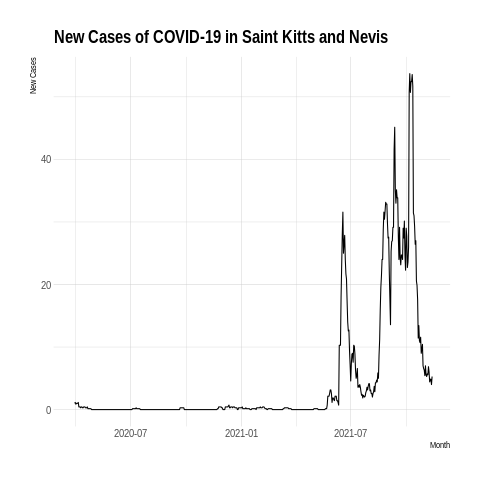 New Cases of COVID-19 in Saint Kitts and Nevis
New Cases
40
20
0
2020-07
2021-01
2021-07
Month